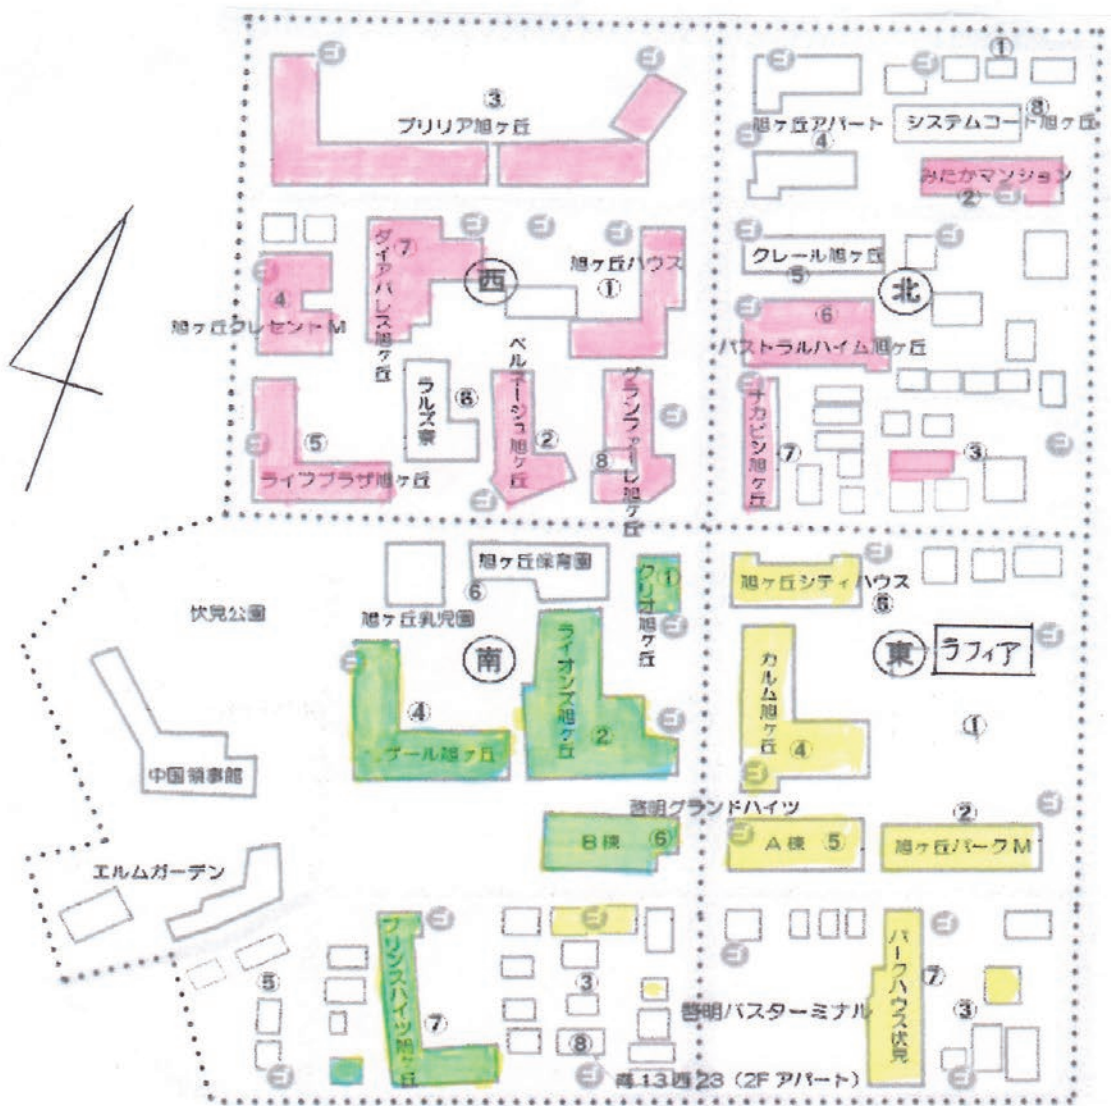 ③
ブリリア旭ヶ丘
⑦
ダイアパレス旭ヶ丘
西
旭ヶ丘ハウス
①
④
旭ヶ丘クレセントM
ラルズ寮
⑧
ベルヌージュ旭ヶ丘
②
グランファーレ旭ヶ丘
⑧
⑤
ライフプラザ旭ヶ丘
①
旭ヶ丘アパート
④
⑧
システムコート旭ヶ丘
みたかマンション
②
クレール旭ヶ丘
⑤
北
⑥
パストラルハイム旭ヶ丘
ナカビン旭ヶ丘
⑦
③
伏見公園
旭ヶ丘保育園
⑥
旭ヶ丘乳児園
①
クリオ旭ヶ丘
南
ライオンズ旭ヶ丘
②
④
ザール旭ヶ丘
中国領事館
エルムガーデン
啓明グランドハイツ
B棟
⑥
⑤
プリンスハイツ旭ヶ丘
⑦
③
⑧
南13西23(2Fアパート)
旭ヶ丘シティハウス
東
ラフィア
カルム旭ヶ丘
④
①
A棟
⑤
②
旭ヶ丘パークM
パークハウス伏見
⑦
③
啓明バスターミナル